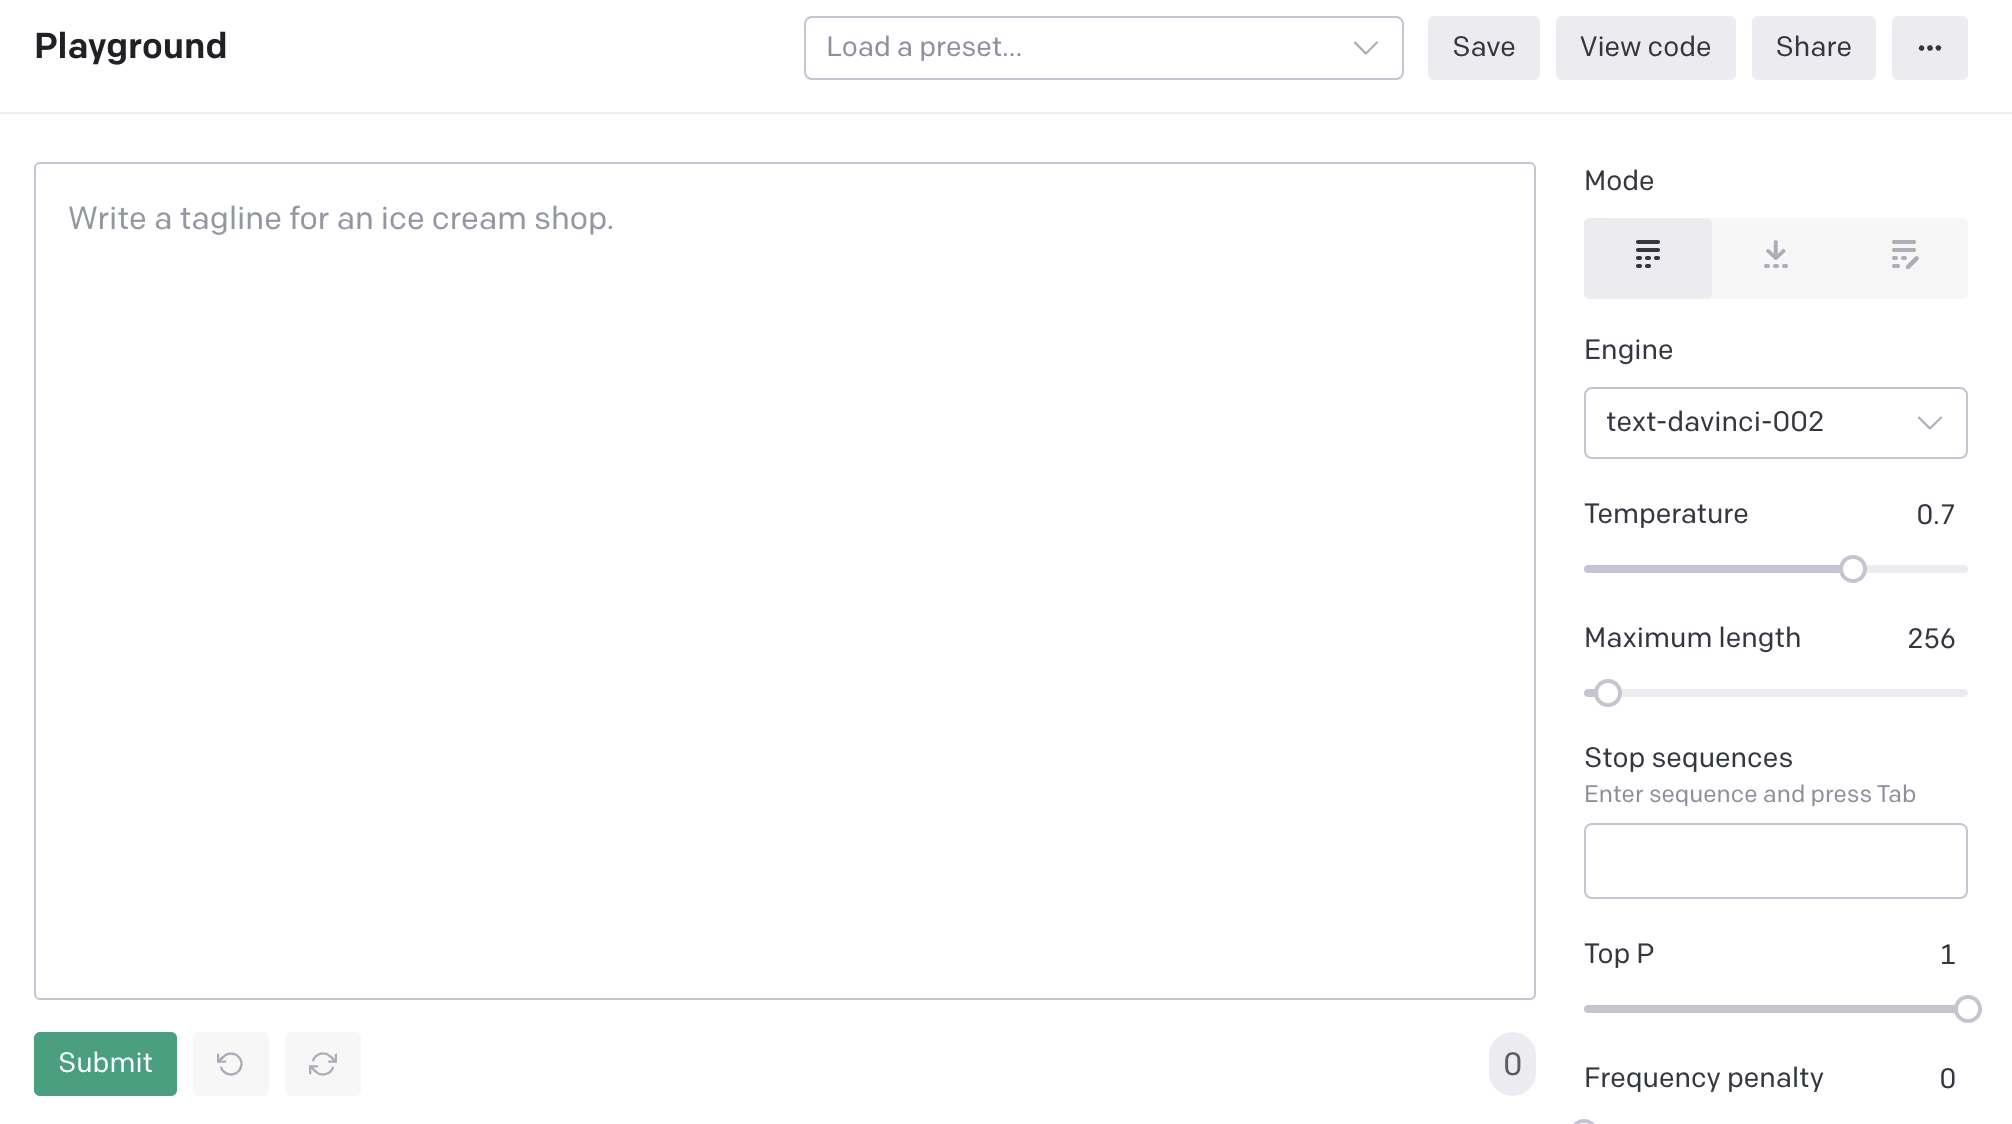 Playground
Load a preset...
Save
View code
Share
Write a tagline for an ice cream shop.
Mode
Engine
text-davinci-002
Temperature 0.7
Maximum length 256
Stop sequences
Enter sequence and press Tab
Top P 1
Frequency penalty 0
Submit
0